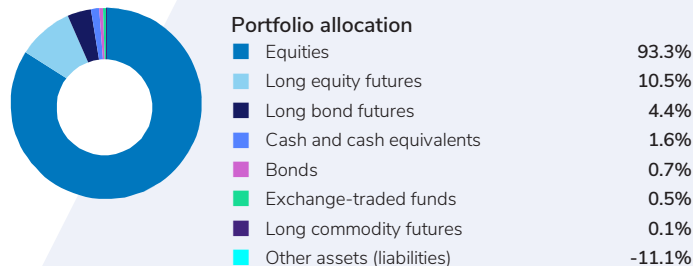 Portfolio allocation
Equities 93.3%
Long equity futures 10.5%
Long bond futures 4.4%
Cash and cash equivalents 1.6%
Bonds 0.7%
Exchange-traded funds 0.5%
Long commodity futures 0.1%
Other assets (liabilities) -11.1%